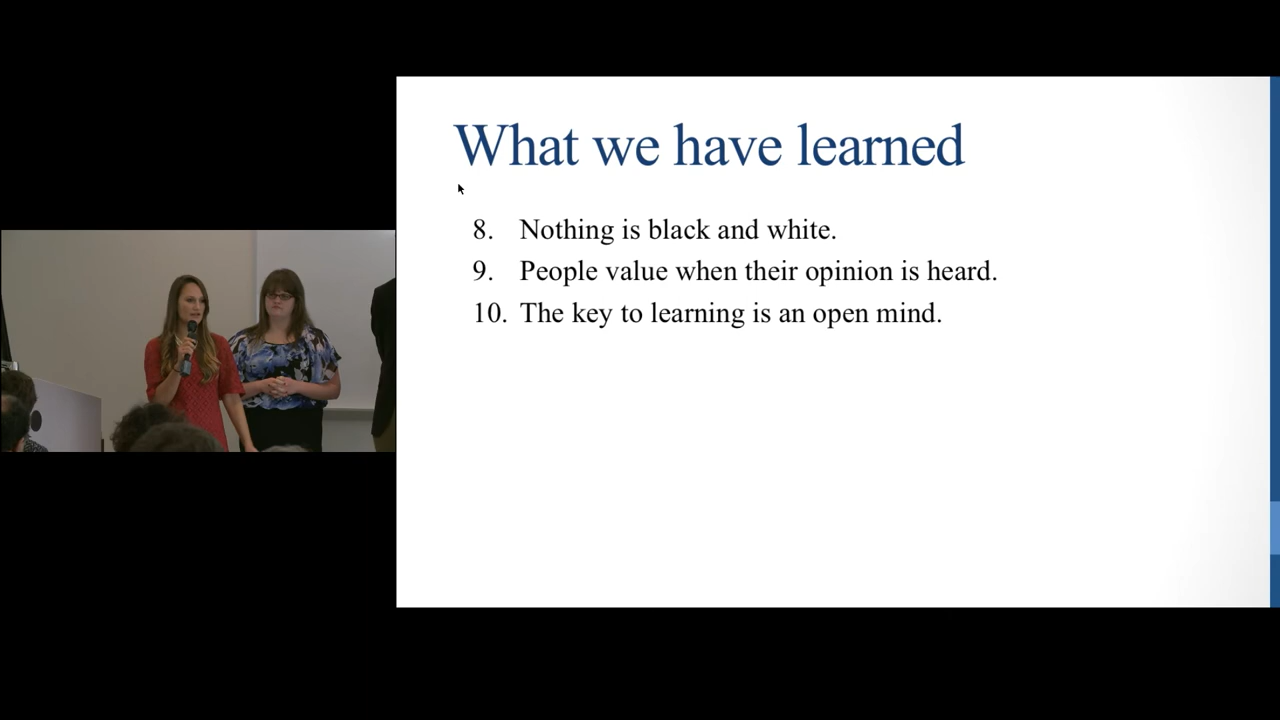 What we have learned
8. Nothing is black and white.
9. People value when their opinion is heard.
10. The key to learning is an open mind.